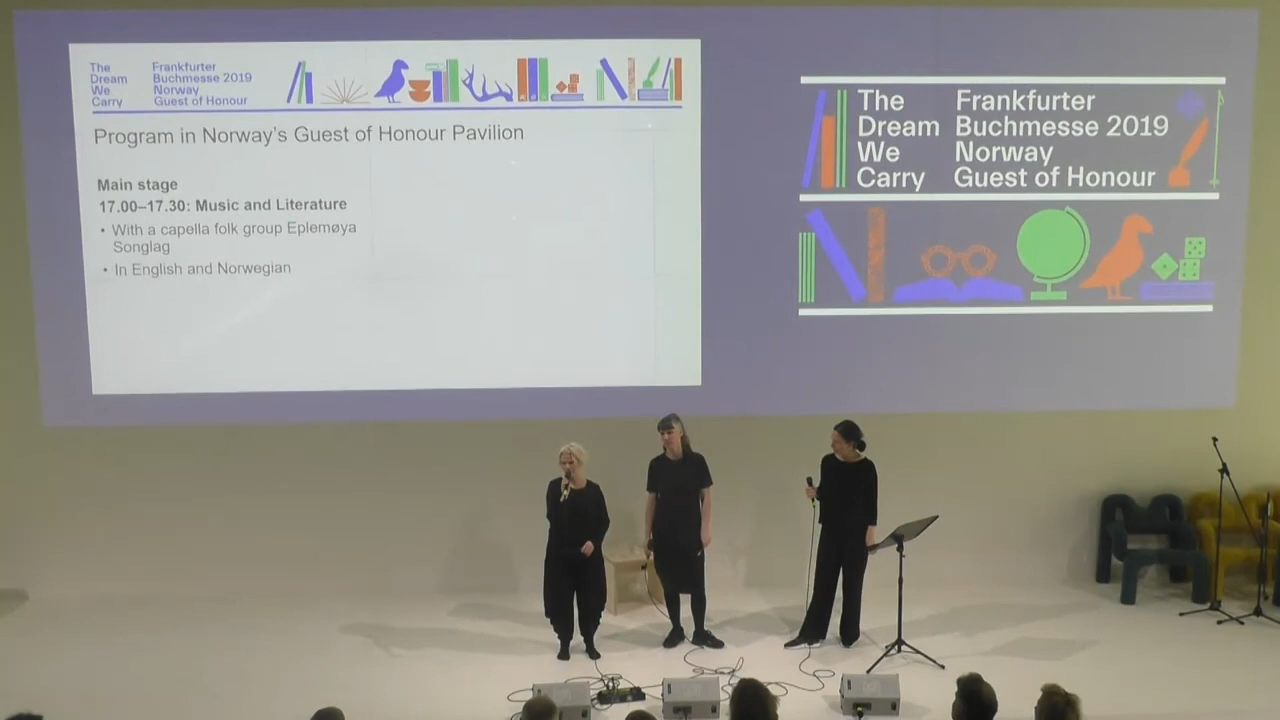 The
Dream
We
Carry
Frankfurter
Buchmesse 2019
Norway
Guest of Honour
Program in Norway's Guest of Honour Pavilion
Main stage
17.00–17.30: Music and Literature
• With a capella folk group Eplemøya
Songlag
• In English and Norwegian
The
Dream
We
Carry
Frankfurter
Buchmesse 2019
Norway
Guest of Honour